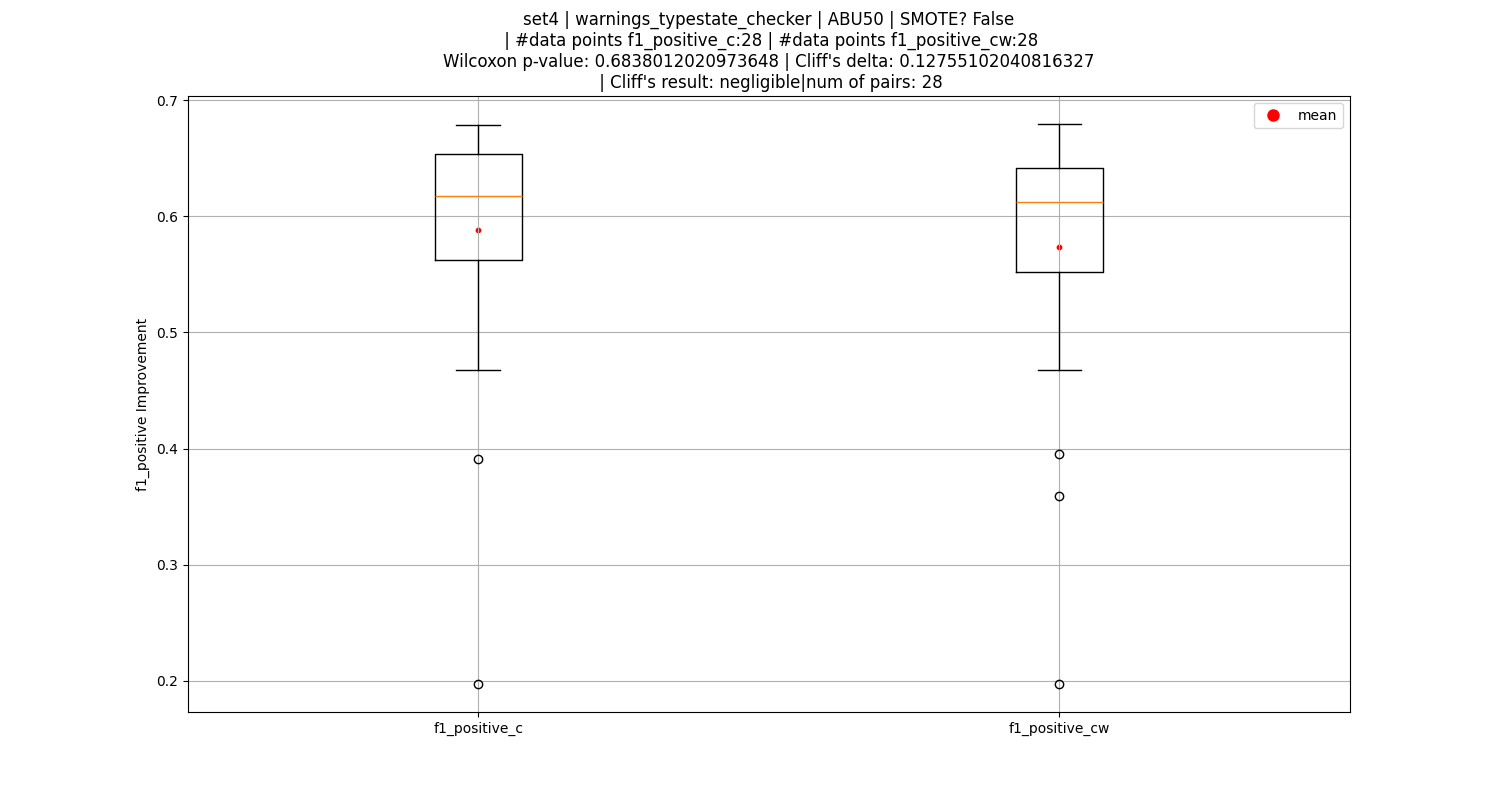 set4 | warnings_typestate_checker | ABU50 | SMOTE? False
| #data points f1_positive_c:28 | #data points f1_positive_cw:28
Wilcoxon p-value: 0.6838012020973648 | Cliff's delta: 0.12755102040816327
| Cliff's result: negligible|num of pairs: 28
mean
0.7
0.6
0.5
0.4
0.3
0.2
f1_positive Improvement
f1_positive_c
f1_positive_cw